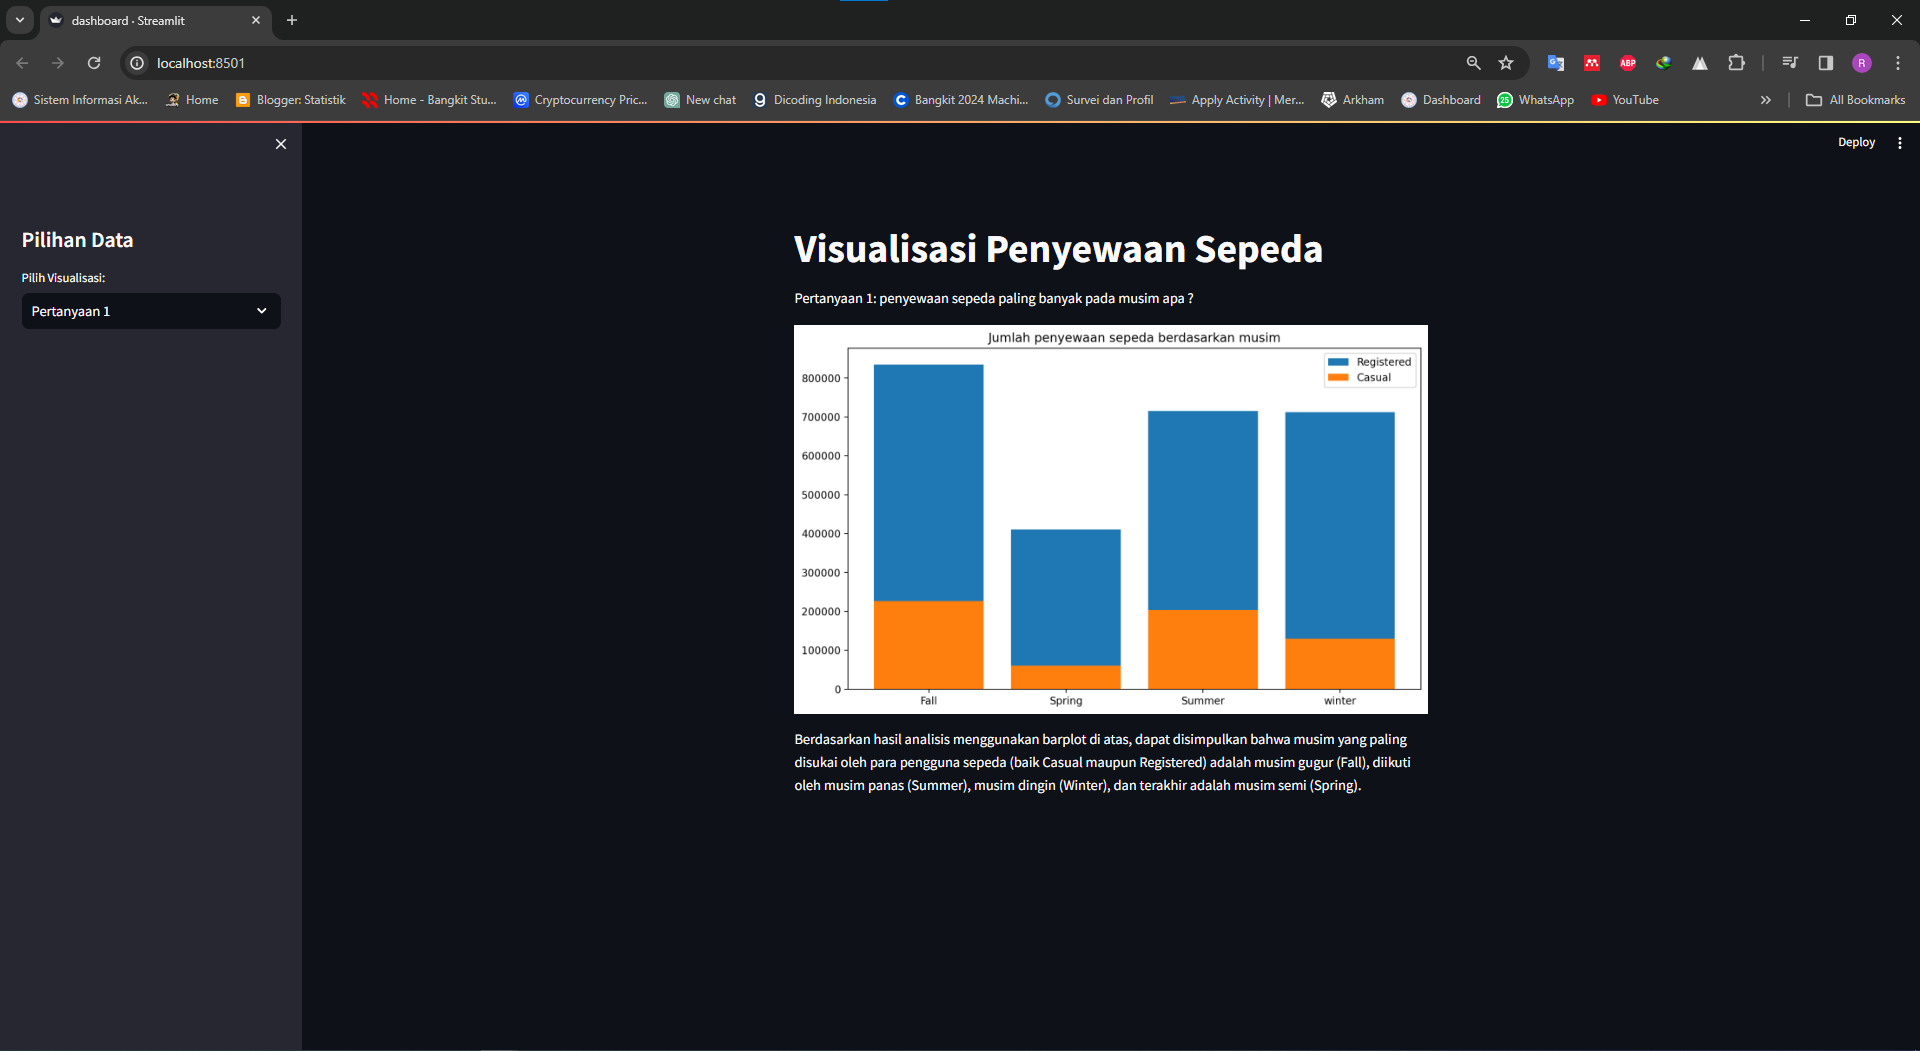 dashboard · Streamlit
localhost:8501
Sistem Informasi Ak... Home Blogger: Statistik Home - Bangkit Stu... Cryptocurrency Pric... New chat Dicoding Indonesia Bangkit 2024 Machi... Survei dan Profil Apply Activity | Mer... Arkham Dashboard 25 WhatsApp YouTube All Bookmarks
ABP
R
Deploy
Pilihan Data
Pilih Visualisasi:
Pertanyaan 1
Visualisasi Penyewaan Sepeda
Pertanyaan 1: penyewaan sepeda paling banyak pada musim apa ?
Jumlah penyewaan sepeda berdasarkan musim
Registered
Casual
800000
700000
600000
500000
400000
300000
200000
100000
0
Fall Spring Summer winter
Berdasarkan hasil analisis menggunakan barplot di atas, dapat disimpulkan bahwa musim yang paling
disukai oleh para pengguna sepeda (baik Casual maupun Registered) adalah musim gugur (Fall), diikuti
oleh musim panas (Summer), musim dingin (Winter), dan terakhir adalah musim semi (Spring).